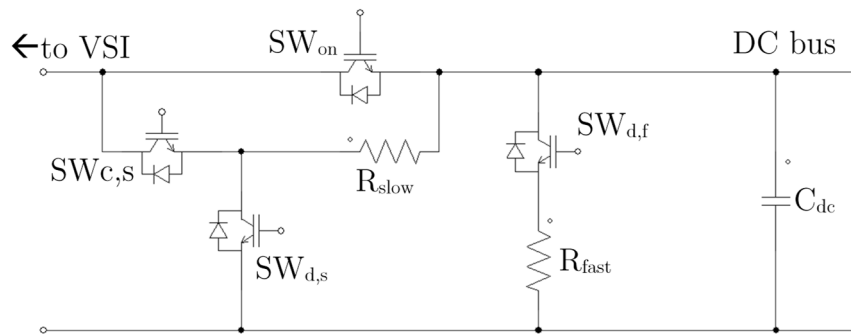 ←to VSI
SWon
DC bus
SWc,s
Rslow
SWd,f
SWd,s
Rfast
Cdc